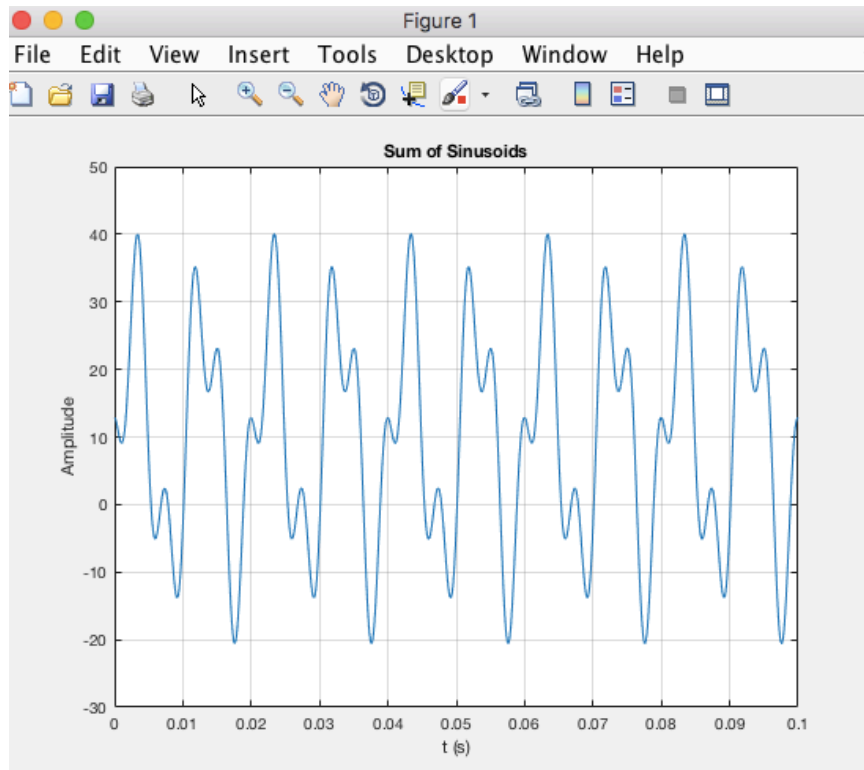 Figure 1
File Edit View Insert Tools Desktop Window Help
Sum of Sinusoids
50
40
30
20
10
0
-10
-20
-30
Amplitude
0 0.01 0.02 0.03 0.04 0.05 0.06 0.07 0.08 0.09 0.1
t (s)